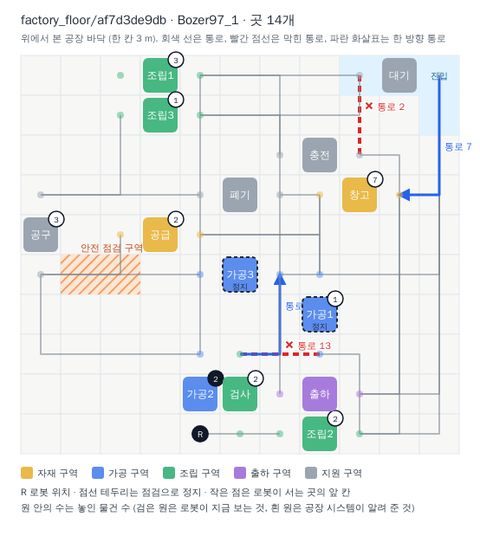 factory_floor/af7d3de9db · Bozer97_1 · 곳 14개
위에서 본 공장 바닥 (한 칸 3 m). 회색 선은 통로, 빨간 점선은 막힌 통로, 파란 화살표는 한 방향 통로
3
조립1
대기
1
조립3
× 통로 2
통로 7
충전
폐기
7
창고
3
공구
2
공급
안전 점검 구역
가공3
정지
통로
1
가공1
정지
× 통로 13
2
가공2
2
검사
출하
R
2
조립2
자재 구역
가공 구역
조립 구역
출하 구역
지원 구역
R 로봇 위치 · 점선 테두리는 점검으로 정지 · 작은 점은 로봇이 서는 곳의 앞 칸
원 안의 수는 놓인 물건 수 (검은 원은 로봇이 지금 보는 것, 흰 원은 공장 시스템이 알려 준 것)